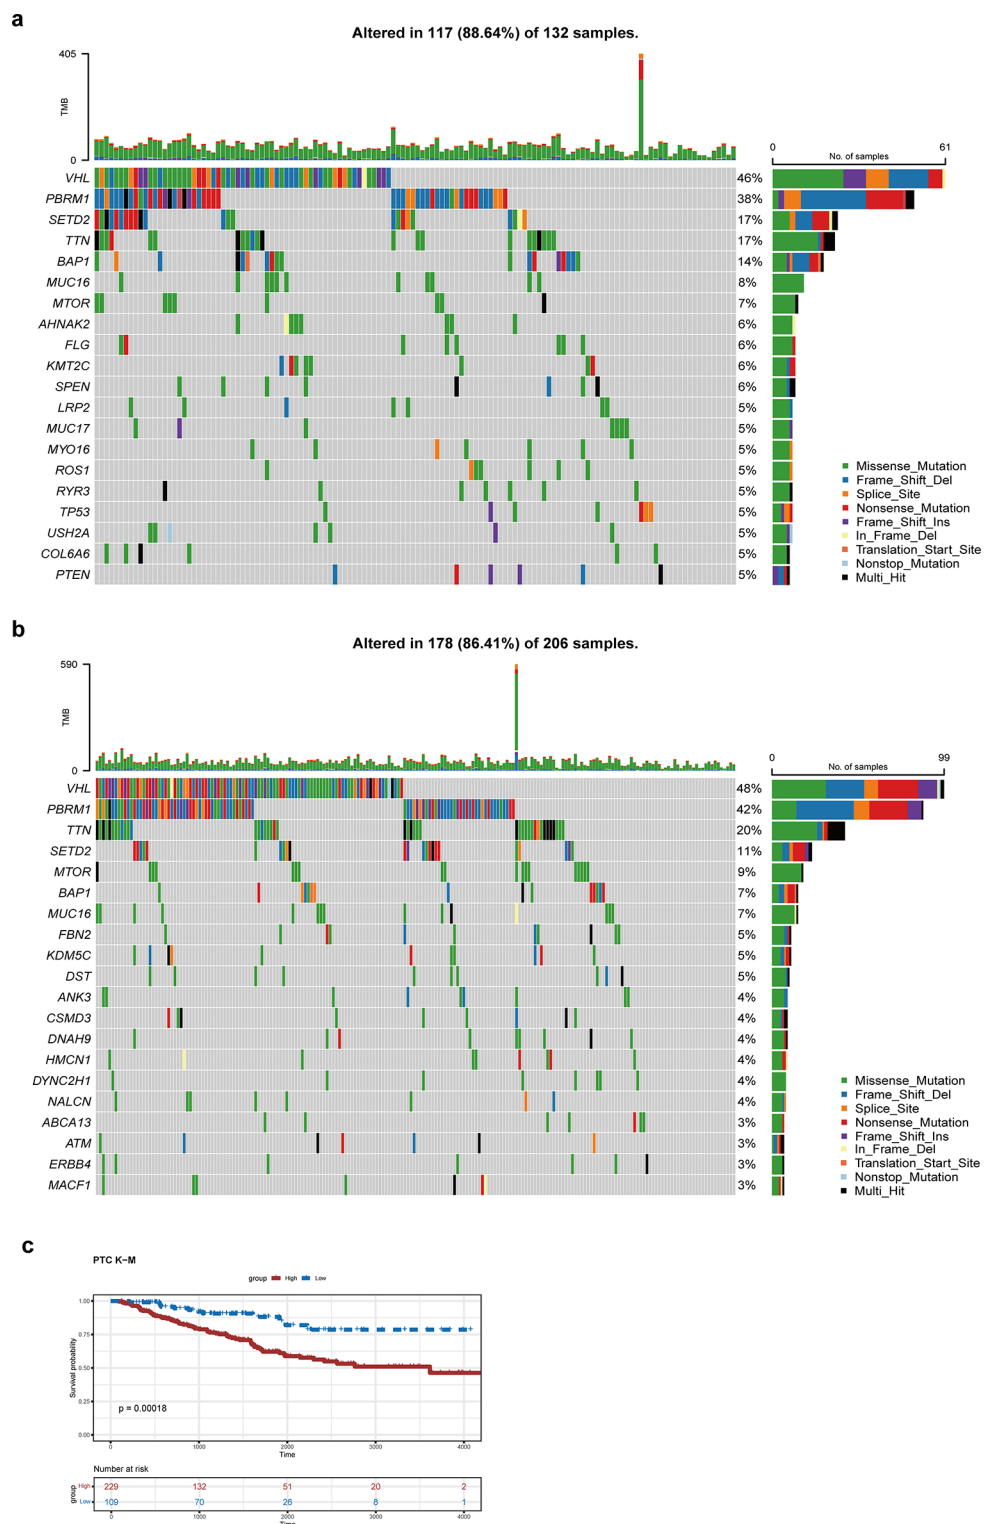 a
Altered in 117 (88.64%) of 132 samples.
405
TMB
0
0 61
No. of samples
VHL 46%
PBRM1 38%
SETD2 17%
TTN 17%
BAP1 14%
MUC16 8%
MTOR 7%
AHNAK2 6%
FLG 6%
KMT2C 6%
SPEN 6%
LRP2 5%
MUC17 5%
MYO16 5%
ROS1 5%
RYR3 5%
TP53 5%
USH2A 5%
COL6A6 5%
PTEN 5%
Missense_Mutation
Frame_Shift_Del
Splice_Site
Nonsense_Mutation
Frame_Shift_Ins
In_Frame_Del
Translation_Start_Site
Nonstop_Mutation
Multi_Hit
b
Altered in 178 (86.41%) of 206 samples.
590
TMB
0
0 99
No. of samples
VHL 48%
PBRM1 42%
TTN 20%
SETD2 11%
MTOR 9%
BAP1 7%
MUC16 7%
FBN2 5%
KDM5C 5%
DST 5%
ANK3 4%
CSMD3 4%
DNAH9 4%
HMCN1 4%
DYNC2H1 4%
NALCN 4%
ABCA13 3%
ATM 3%
ERBB4 3%
MACF1 3%
Missense_Mutation
Frame_Shift_Del
Splice_Site
Nonsense_Mutation
Frame_Shift_Ins
In_Frame_Del
Translation_Start_Site
Nonstop_Mutation
Multi_Hit
c
PTC K−M
group High Low
1.00
0.75
0.50
0.25
0.00
Survival probability
p = 0.00018
0 1000 2000 3000 4000
Time
Number at risk
group
High 229 132 51 20 2
Low 109 70 26 8 1
0 1000 2000 3000 4000
Time